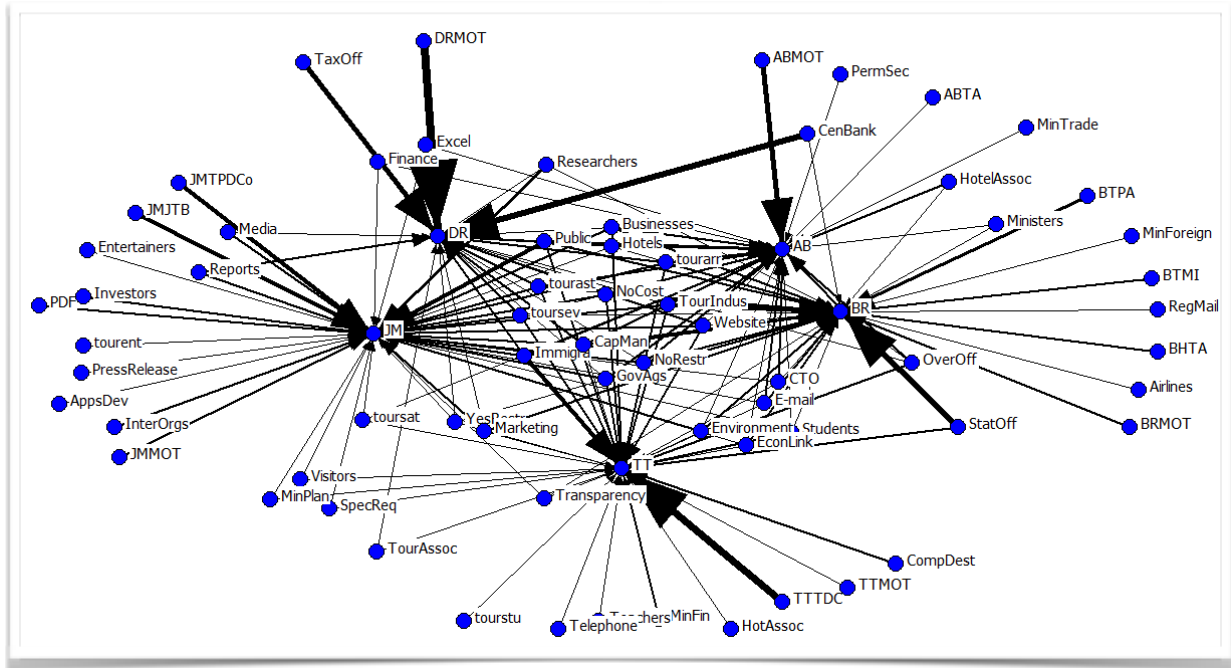 DRMOT
TaxOff
ABMOT
PermSec
ABTA
MinTrade
CenBank
Excel
Finance
Researchers
JMTPDCo
HotelAssoc
BTPA
JMJTB
Media
Businesses
Ministers
DR
Public
Hotels
AB
MinForeign
Entertainers
tourarr
Reports
BTMI
tourast
NoCost
PDF
Investors
TourIndus
BR
RegMail
toursev
Website
JM
tourent
CapMan
BHTA
Immigra
NoRestr
OverOff
PressRelease
GovAgs
CTO
Airlines
AppsDev
E-mail
toursat
InterOrgs
Marketing
Environment
Students
StatOff
BRMOT
EconLink
JMMOT
TT
Visitors
MinPlan
Transparency
SpecReq
TourAssoc
CompDest
TTMOT
TTTDC
tourstu
MinFin
Telephone
HotAssoc